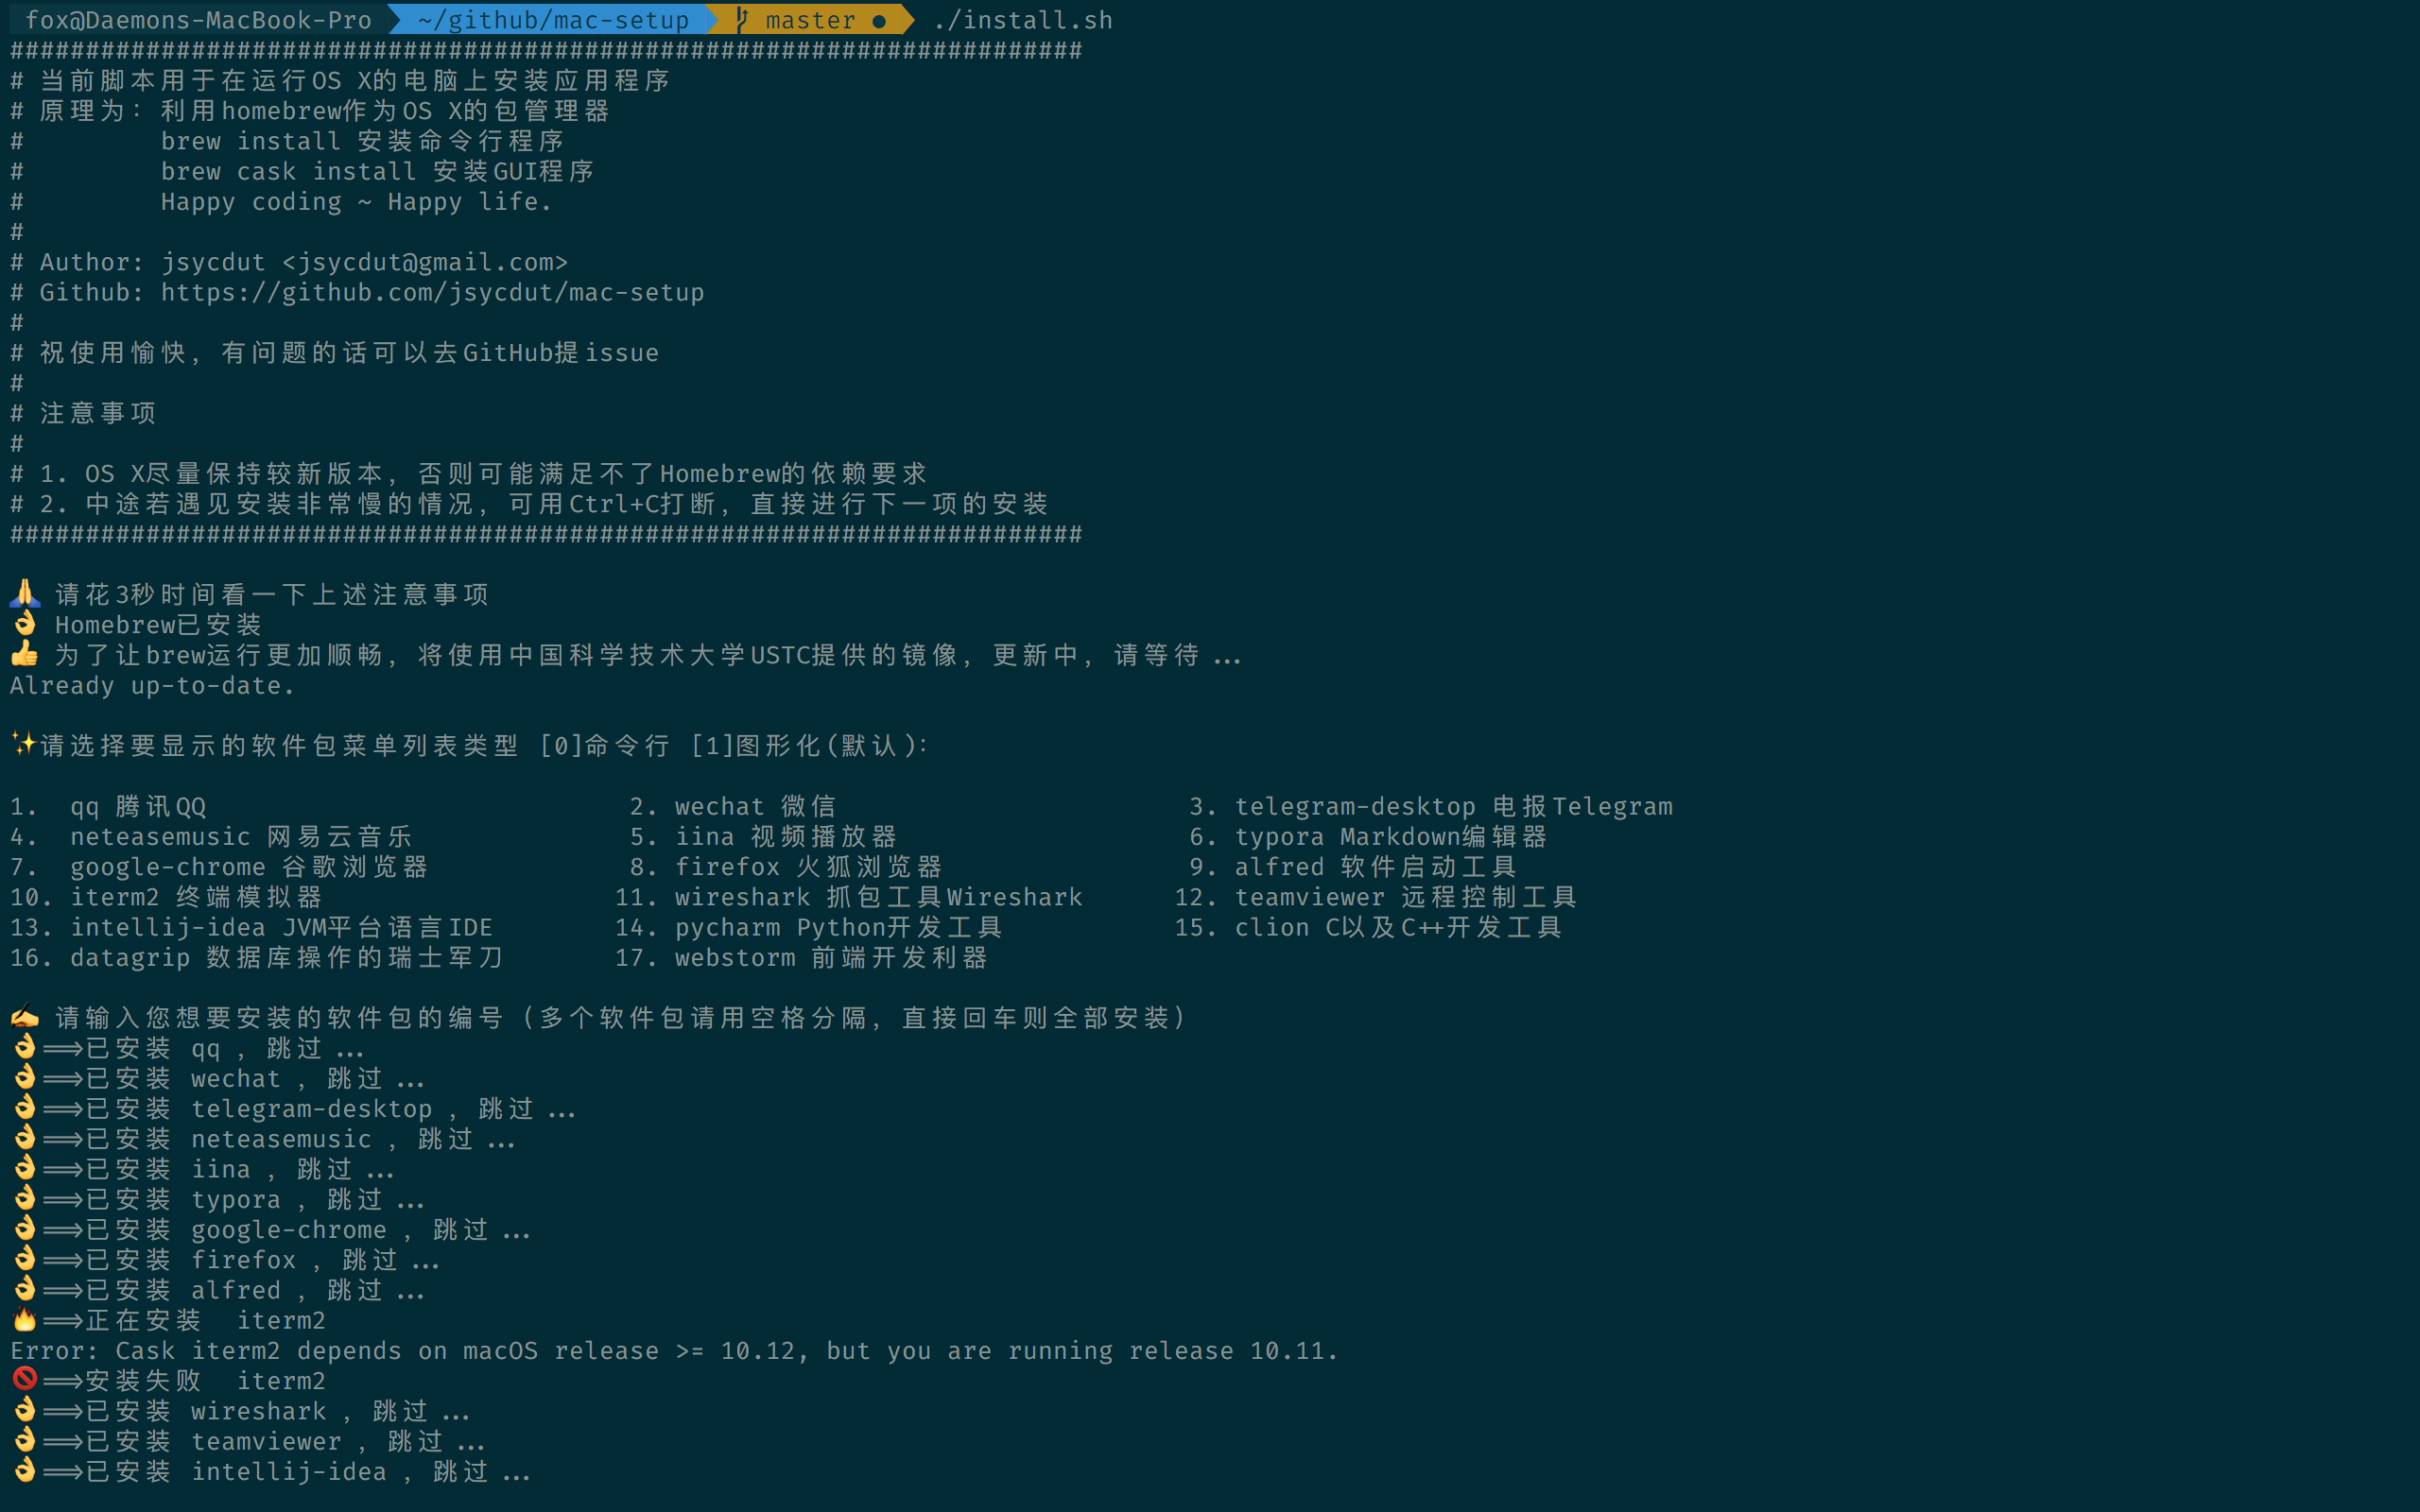 fox@Daemons-MacBook-Pro ~/github/mac-setup master ● ./install.sh
#######################################################################
# 当前脚本用于在运行OS X的电脑上安装应用程序
# 原理为：利用homebrew作为OS X的包管理器
#         brew install 安装命令行程序
#         brew cask install 安装GUI程序
#         Happy coding ~ Happy life.
#
# Author: jsycdut <jsycdut@gmail.com>
# Github: https://github.com/jsycdut/mac-setup
#
# 祝使用愉快，有问题的话可以去GitHub提issue
#
# 注意事项
#
# 1. OS X尽量保持较新版本，否则可能满足不了Homebrew的依赖要求
# 2. 中途若遇见安装非常慢的情况，可用Ctrl+C打断，直接进行下一项的安装
#######################################################################
🙏 请花3秒时间看一下上述注意事项
👌 Homebrew已安装
👍 为了让brew运行更加顺畅，将使用中国科学技术大学USTC提供的镜像，更新中，请等待...
Already up-to-date.
✨请选择要显示的软件包菜单列表类型 [0]命令行 [1]图形化(默认)：
1.  qq 腾讯QQ 2. wechat 微信 3. telegram-desktop 电报Telegram
4.  neteasemusic 网易云音乐 5. iina 视频播放器 6. typora Markdown编辑器
7.  google-chrome 谷歌浏览器 8. firefox 火狐浏览器 9. alfred 软件启动工具
10. iterm2 终端模拟器 11. wireshark 抓包工具Wireshark 12. teamviewer 远程控制工具
13. intellij-idea JVM平台语言IDE 14. pycharm Python开发工具 15. clion C以及C++开发工具
16. datagrip 数据库操作的瑞士军刀 17. webstorm 前端开发利器
✍ 请输入您想要安装的软件包的编号（多个软件包请用空格分隔，直接回车则全部安装）
👌==>已安装 qq ，跳过...
👌==>已安装 wechat ，跳过...
👌==>已安装 telegram-desktop ，跳过...
👌==>已安装 neteasemusic ，跳过...
👌==>已安装 iina ，跳过...
👌==>已安装 typora ，跳过...
👌==>已安装 google-chrome ，跳过...
👌==>已安装 firefox ，跳过...
👌==>已安装 alfred ，跳过...
🔥==>正在安装  iterm2
Error: Cask iterm2 depends on macOS release >= 10.12, but you are running release 10.11.
🚫==>安装失败  iterm2
👌==>已安装 wireshark ，跳过...
👌==>已安装 teamviewer ，跳过...
👌==>已安装 intellij-idea ，跳过...